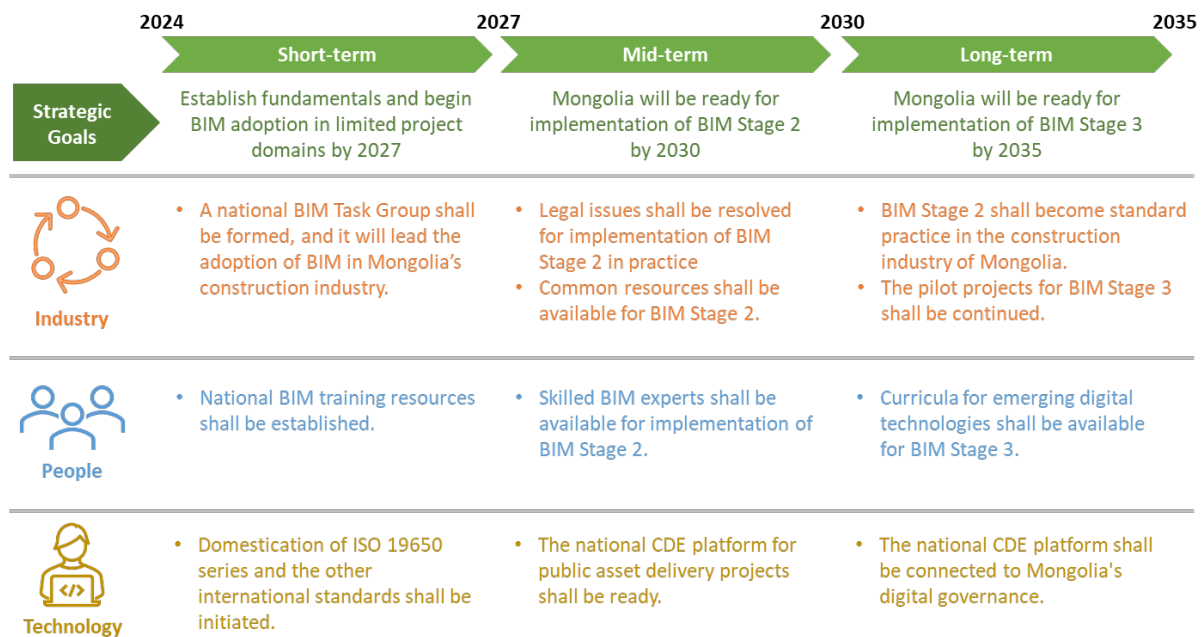 2024
2027
2030
2035
Short-term
Mid-term
Long-term
Strategic
Goals
Establish fundamentals and begin
BIM adoption in limited project
domains by 2027
Mongolia will be ready for
implementation of BIM Stage 2
by 2030
Mongolia will be ready for
implementation of BIM Stage 3
by 2035
Industry
• A national BIM Task Group shall
be formed, and it will lead the
adoption of BIM in Mongolia’s
construction industry.
• Legal issues shall be resolved
for implementation of BIM
Stage 2 in practice
• Common resources shall be
available for BIM Stage 2.
• BIM Stage 2 shall become standard
practice in the construction
industry of Mongolia.
• The pilot projects for BIM Stage 3
shall be continued.
People
• National BIM training resources
shall be established.
• Skilled BIM experts shall be
available for implementation of
BIM Stage 2.
• Curricula for emerging digital
technologies shall be available
for BIM Stage 3.
</>
Technology
• Domestication of ISO 19650
series and the other
international standards shall be
initiated.
• The national CDE platform for
public asset delivery projects
shall be ready.
• The national CDE platform shall
be connected to Mongolia's
digital governance.